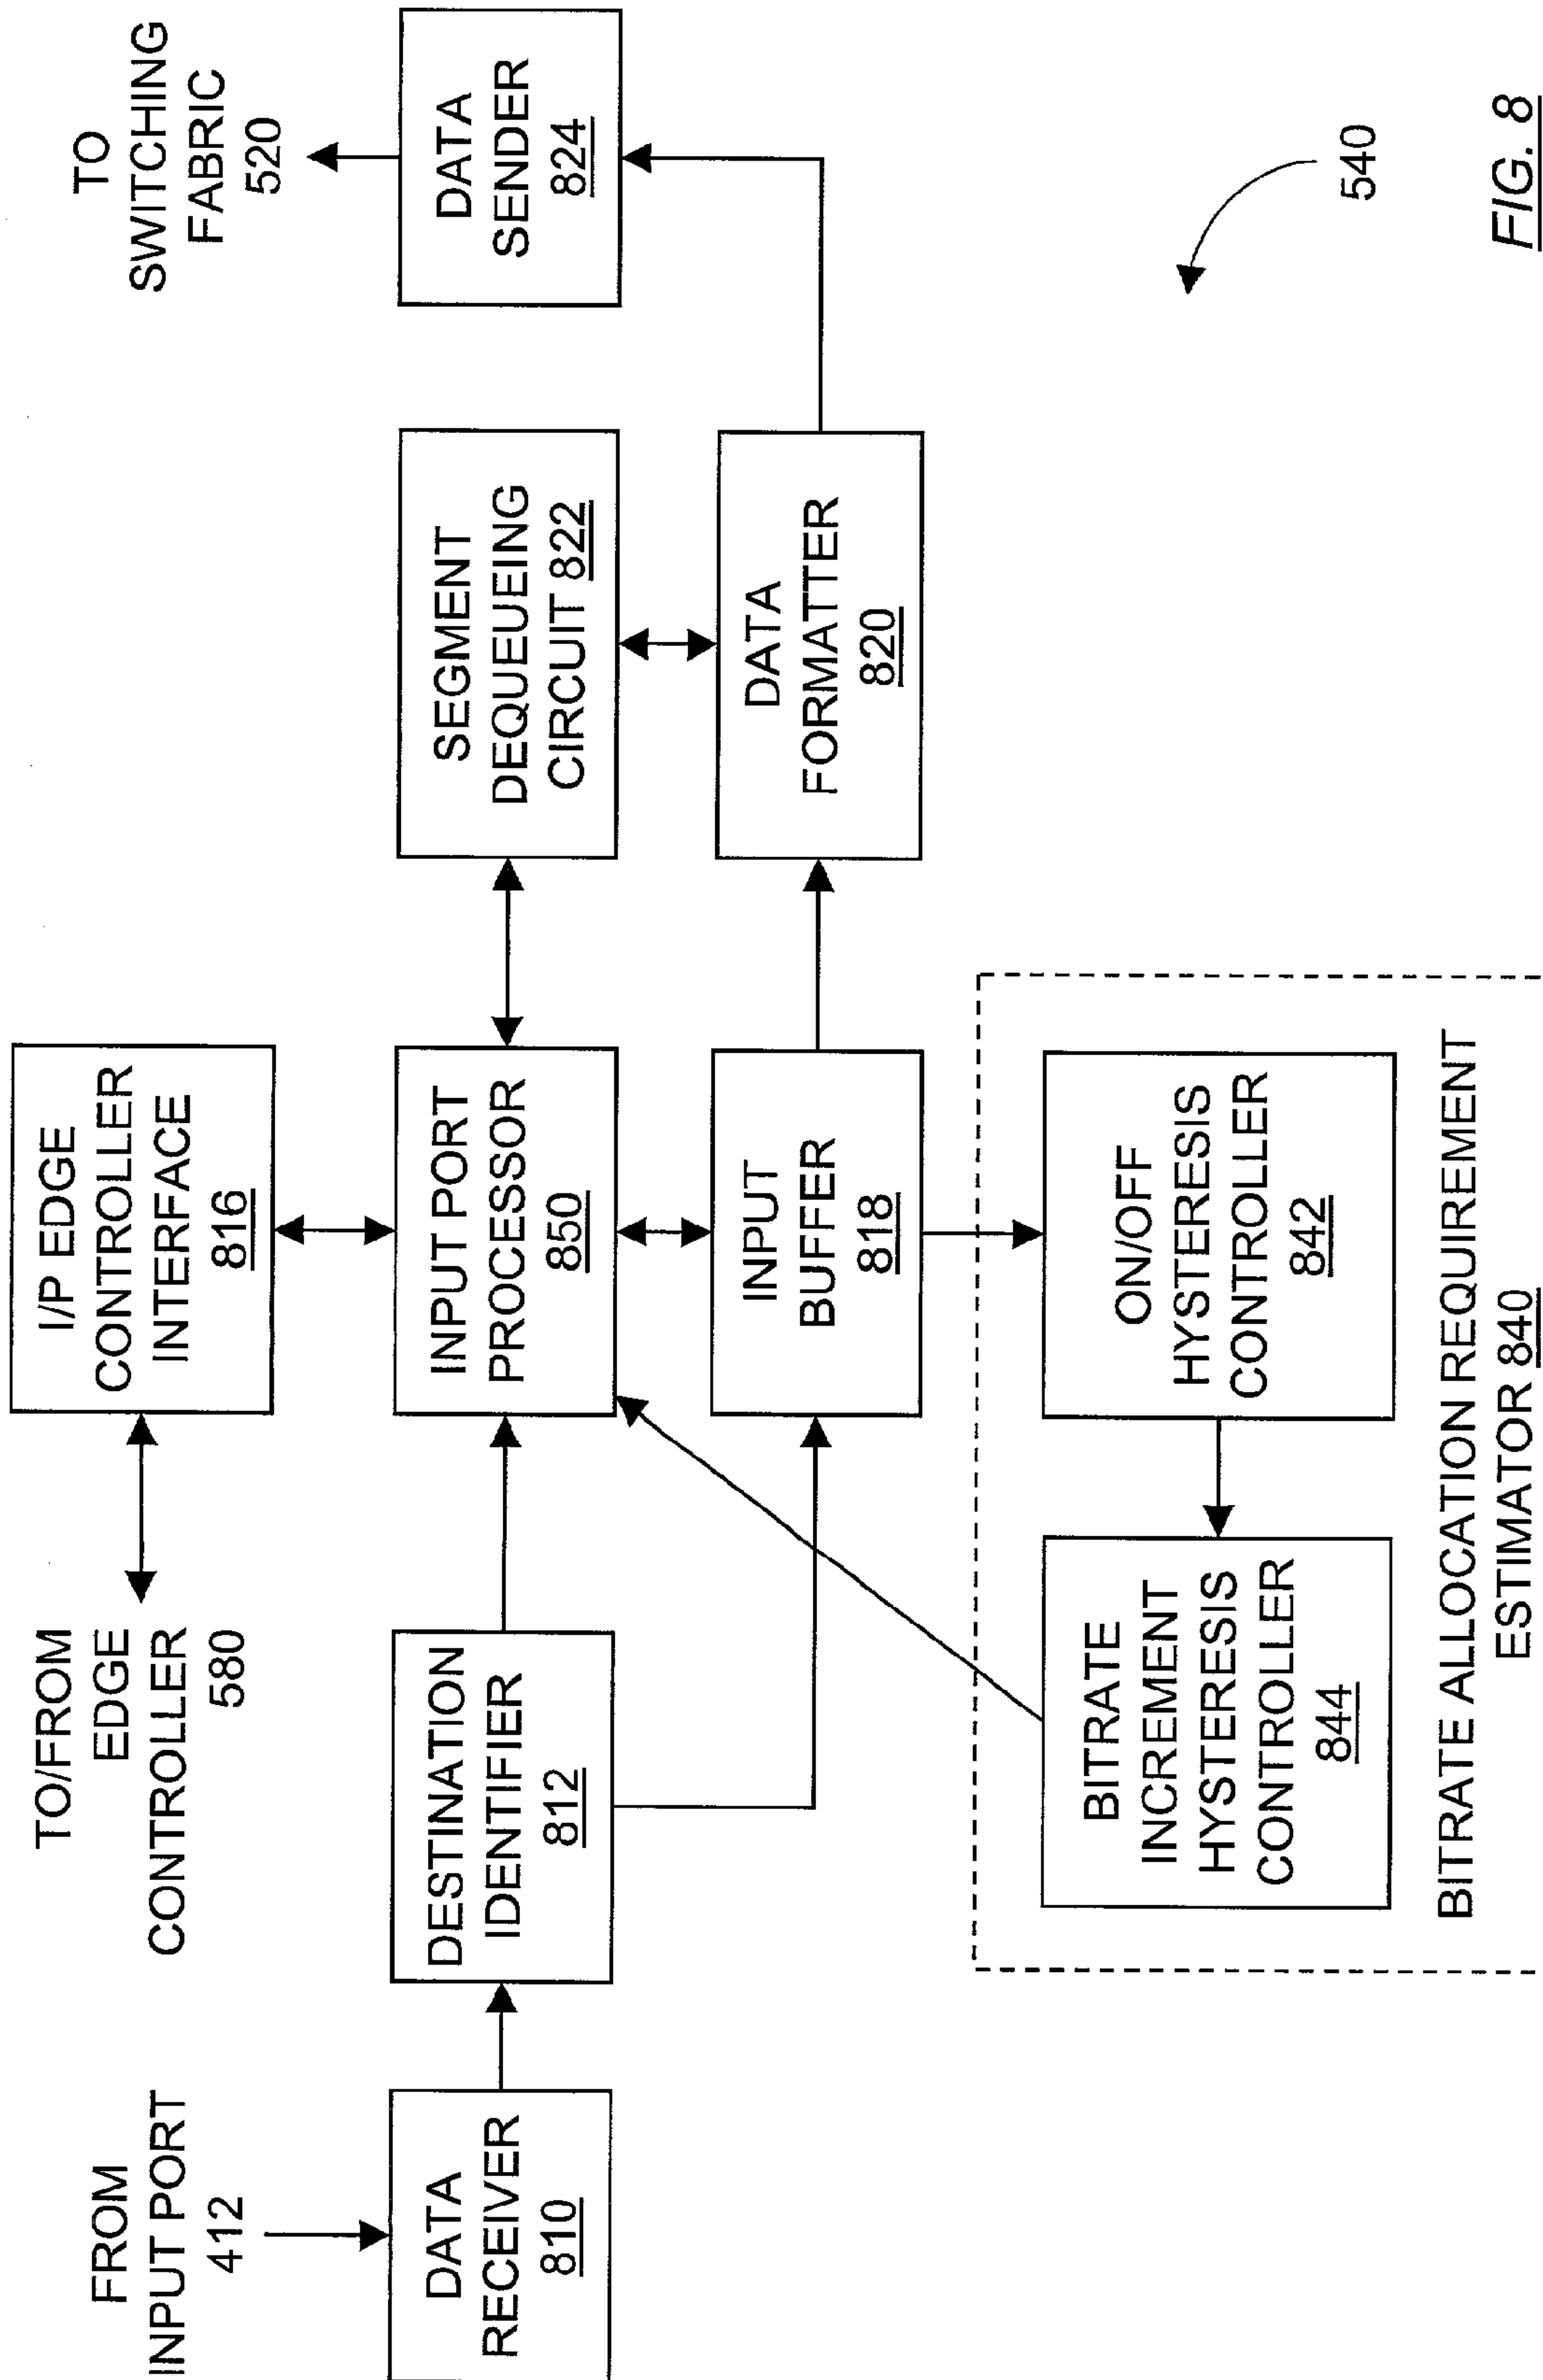 FROM
INPUT PORT
412
DATA
RECEIVER
810
TO/FROM
EDGE
CONTROLLER
580
DESTINATION
IDENTIFIER
812
I/P EDGE
CONTROLLER
INTERFACE
816
INPUT PORT
PROCESSOR
850
INPUT
BUFFER
818
SEGMENT
DEQUEUEING
CIRCUIT 822
DATA
FORMATTER
820
TO
SWITCHING
FABRIC
520
DATA
SENDER
824
BITRATE
INCREMENT
HYSTERESIS
CONTROLLER
844
ON/OFF
HYSTERESIS
CONTROLLER
842
BITRATE ALLOCATION REQUIREMENT
ESTIMATOR 840
540
FIG. 8